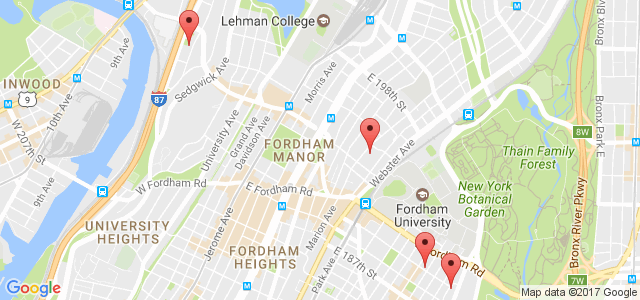 Lehman College
INWOOD
9th Ave
9
10th Ave
W 207th St
9th Ave
87
Sedgwick Ave
Morris Ave
E 198th St
University Ave
Grand Ave
Davidson Ave
FORDHAM
MANOR
Webster Ave
W Fordham Rd
E Fordham Rd
UNIVERSITY
HEIGHTS
Jerome Ave
FORDHAM
HEIGHTS
Marion Ave
Park Ave
E 187th St
Fordham
University
Fordham Rd
New York
Botanical
Garden
Thain Family
Forest
8W
7W
Bronx Blvd
Bronx Park E
Bronx River Pkwy
M
M
M
M
M
M
Google
Map data ©2017 Google